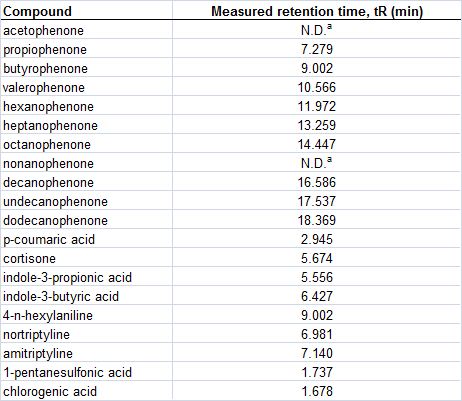 Compound Measured retention time, tR (min)
acetophenone N.D.ᵃ
propiophenone 7.279
butyrophenone 9.002
valerophenone 10.566
hexanophenone 11.972
heptanophenone 13.259
octanophenone 14.447
nonanophenone N.D.ᵃ
decanophenone 16.586
undecanophenone 17.537
dodecanophenone 18.369
p-coumaric acid 2.945
cortisone 5.674
indole-3-propionic acid 5.556
indole-3-butyric acid 6.427
4-n-hexylaniline 9.002
nortriptyline 6.981
amitriptyline 7.140
1-pentanesulfonic acid 1.737
chlorogenic acid 1.678